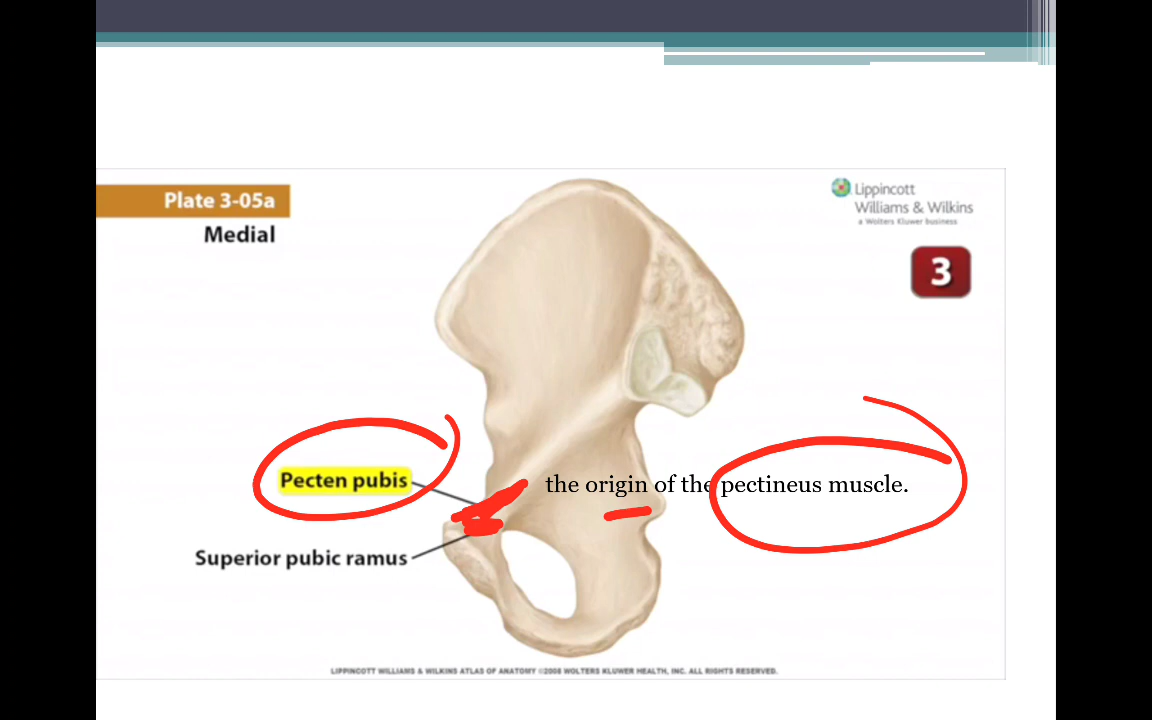 Plate 3-05a
Medial
Lippincott
Williams & Wilkins
a Wolters Kluwer business
3
Pecten pubis
the origin of the pectineus muscle.
Superior pubic ramus
LIPPINCOTT WILLIAMS & WILKINS ATLAS OF ANATOMY ©2008 WOLTERS KLUWER HEALTH, INC. ALL RIGHTS RESERVED.